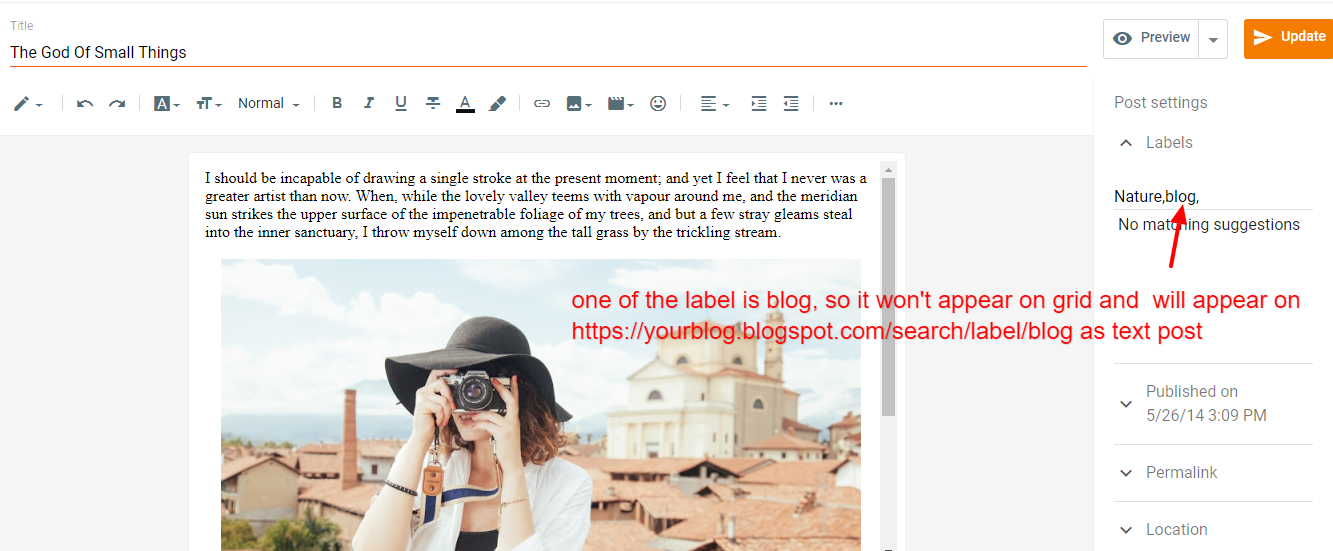 Title
The God Of Small Things
Preview
Update
Normal
B I U A
Post settings
Labels
Nature,blog,
No matching suggestions
I should be incapable of drawing a single stroke at the present moment; and yet I feel that I never was a
greater artist than now. When, while the lovely valley teems with vapour around me, and the meridian
sun strikes the upper surface of the impenetrable foliage of my trees, and but a few stray gleams steal
into the inner sanctuary, I throw myself down among the tall grass by the trickling stream.
one of the label is blog, so it won't appear on grid and will appear on
https://yourblog.blogspot.com/search/label/blog as text post
Published on
5/26/14 3:09 PM
Permalink
Location